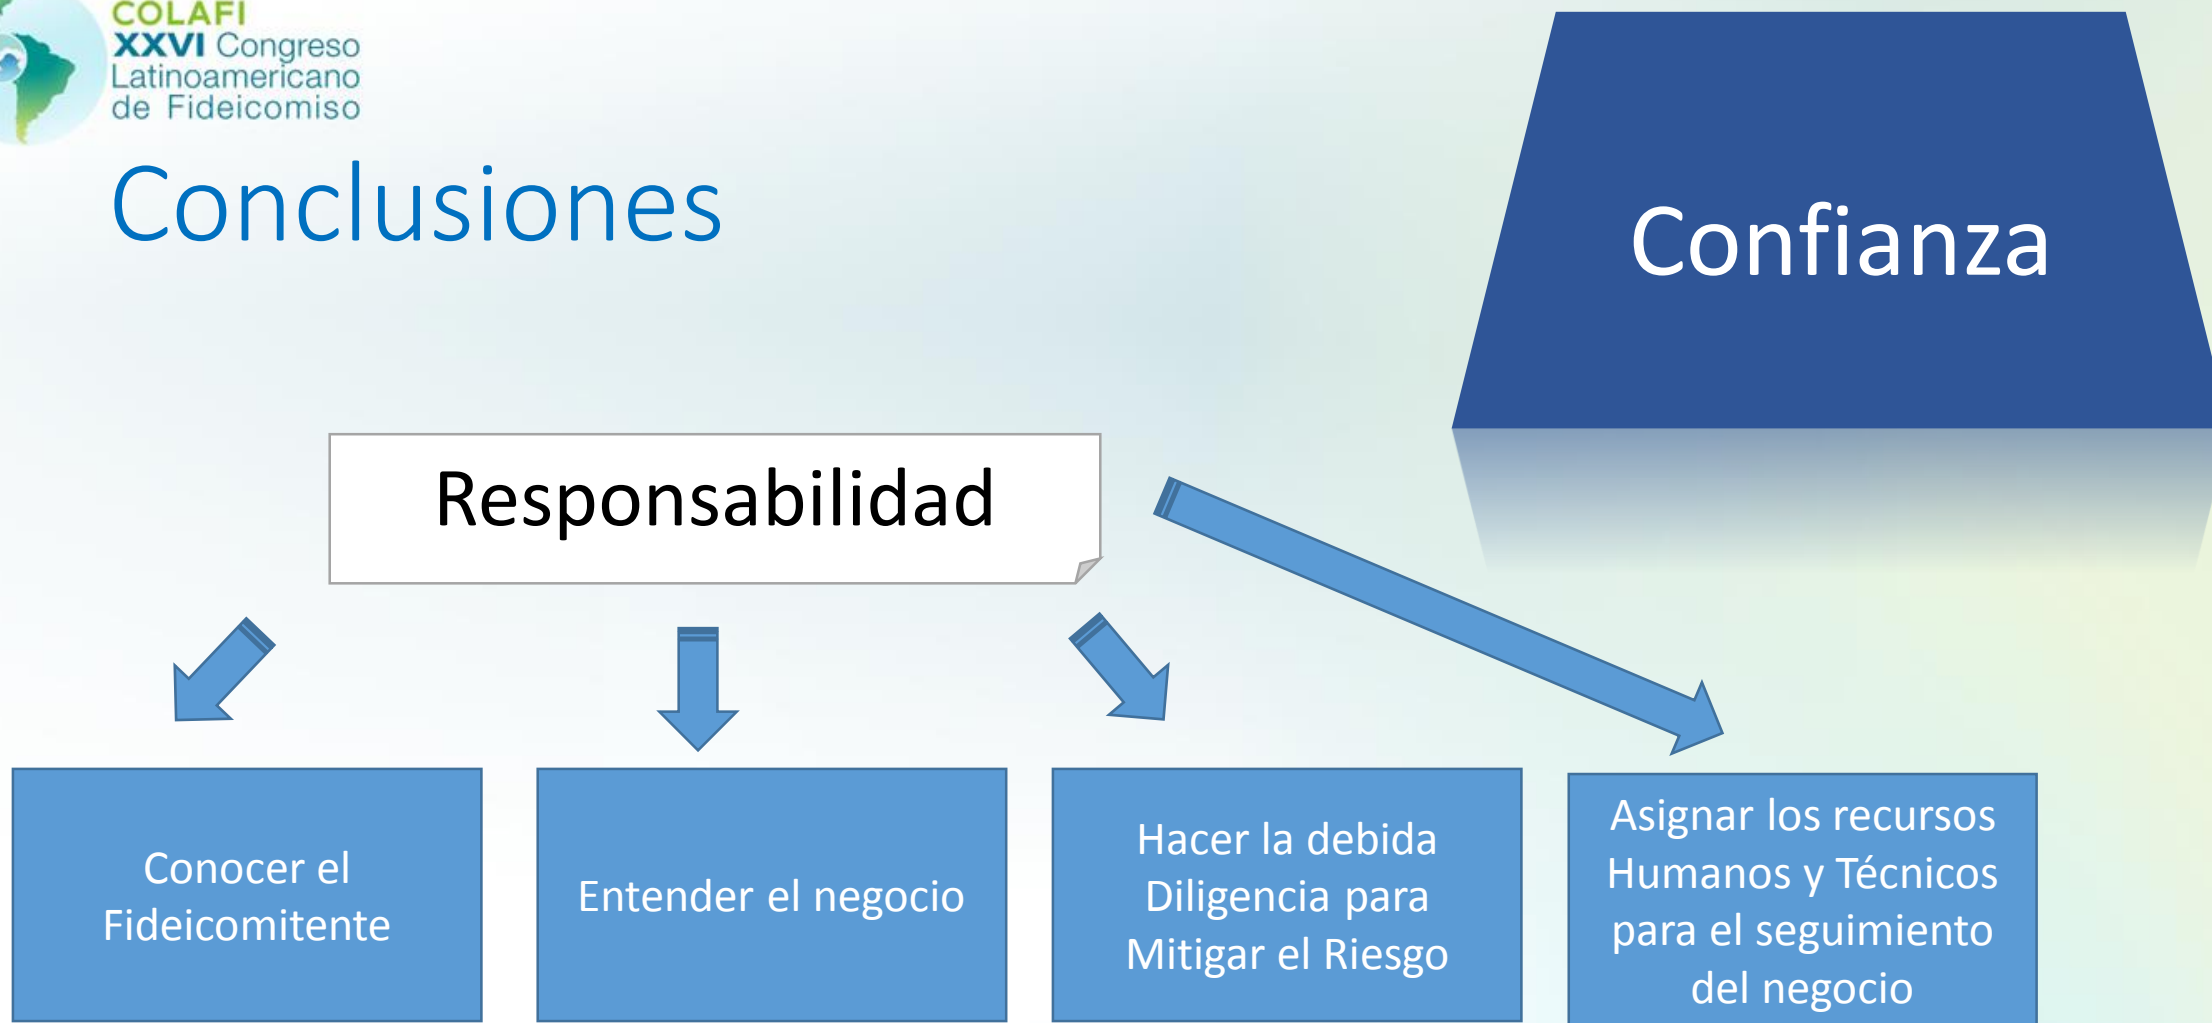 COLAFI
XXVI Congreso
Latinoamericano
de Fideicomiso
Conclusiones
Confianza
Responsabilidad
Conocer el
Fideicomitente
Entender el negocio
Hacer la debida
Diligencia para
Mitigar el Riesgo
Asignar los recursos
Humanos y Técnicos
para el seguimiento
del negocio